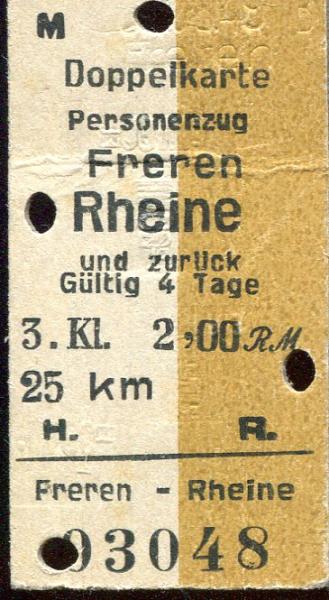 M
Doppelkarte
Personenzug
Freren
Rheine
und zurück
Gültig 4 Tage
3. Kl. 2,00 RM
25 km
H. R.
Freren - Rheine
03048